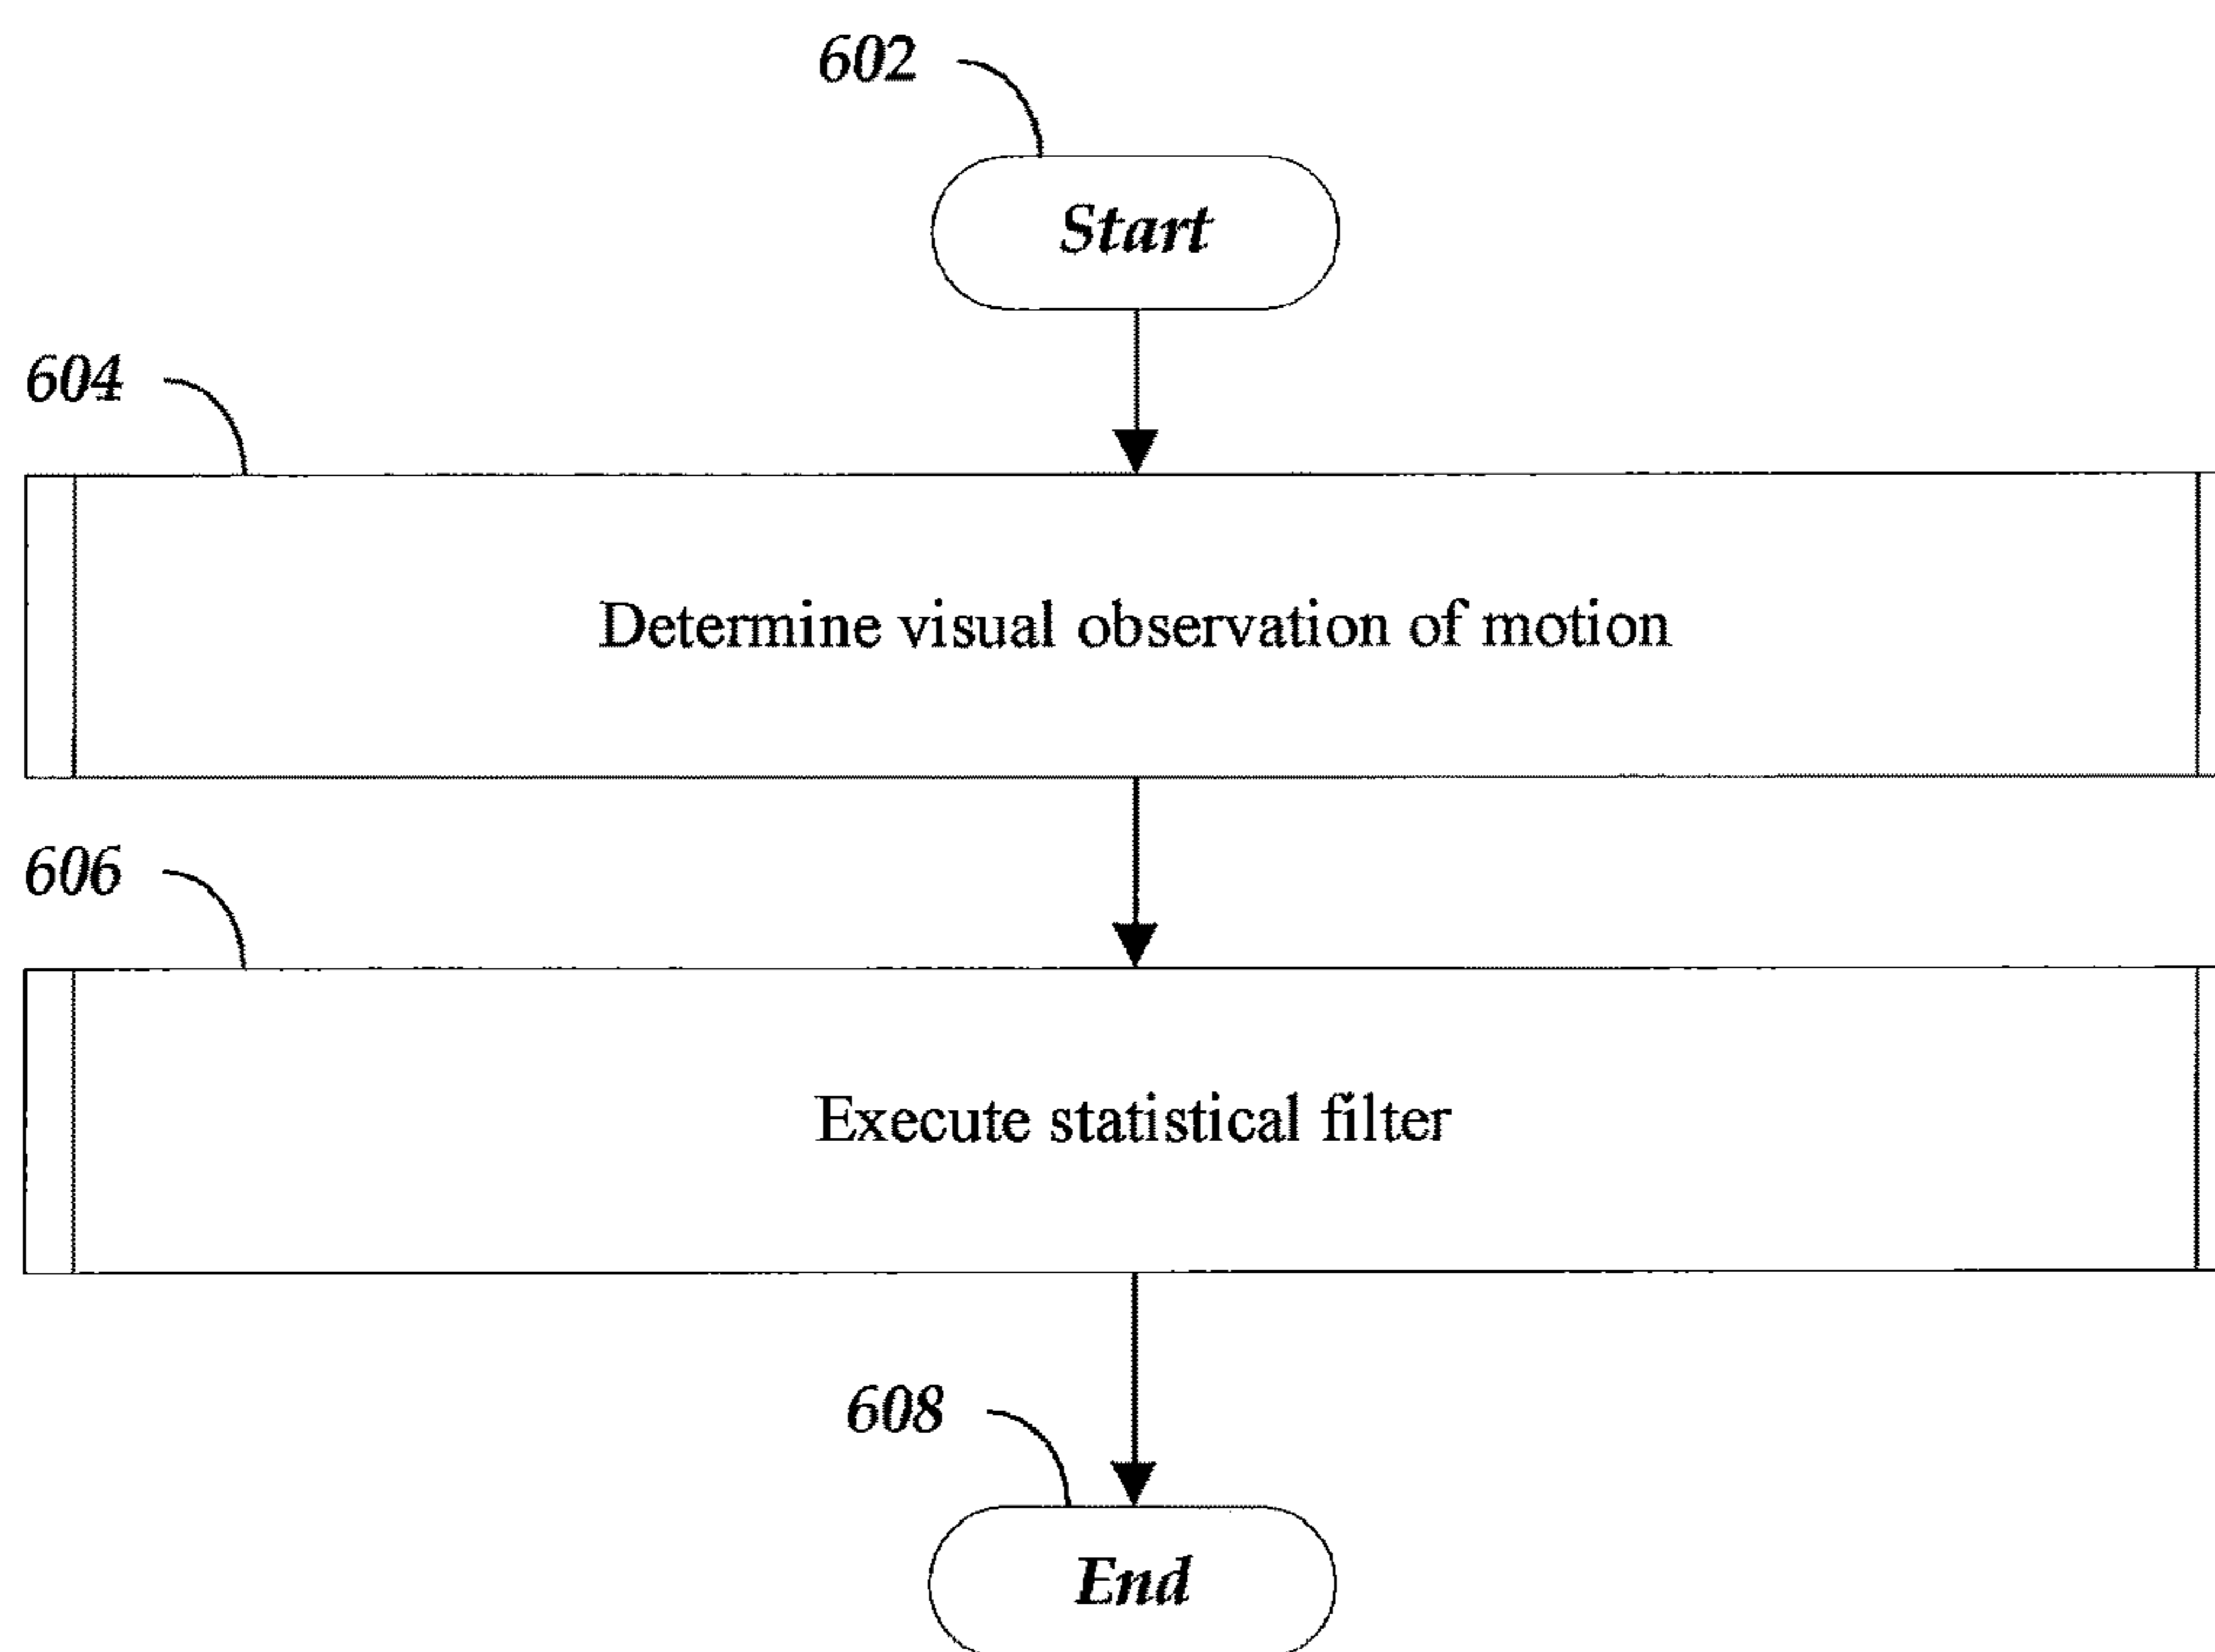 602
Start
604
Determine visual observation of motion
606
Execute statistical filter
608
End